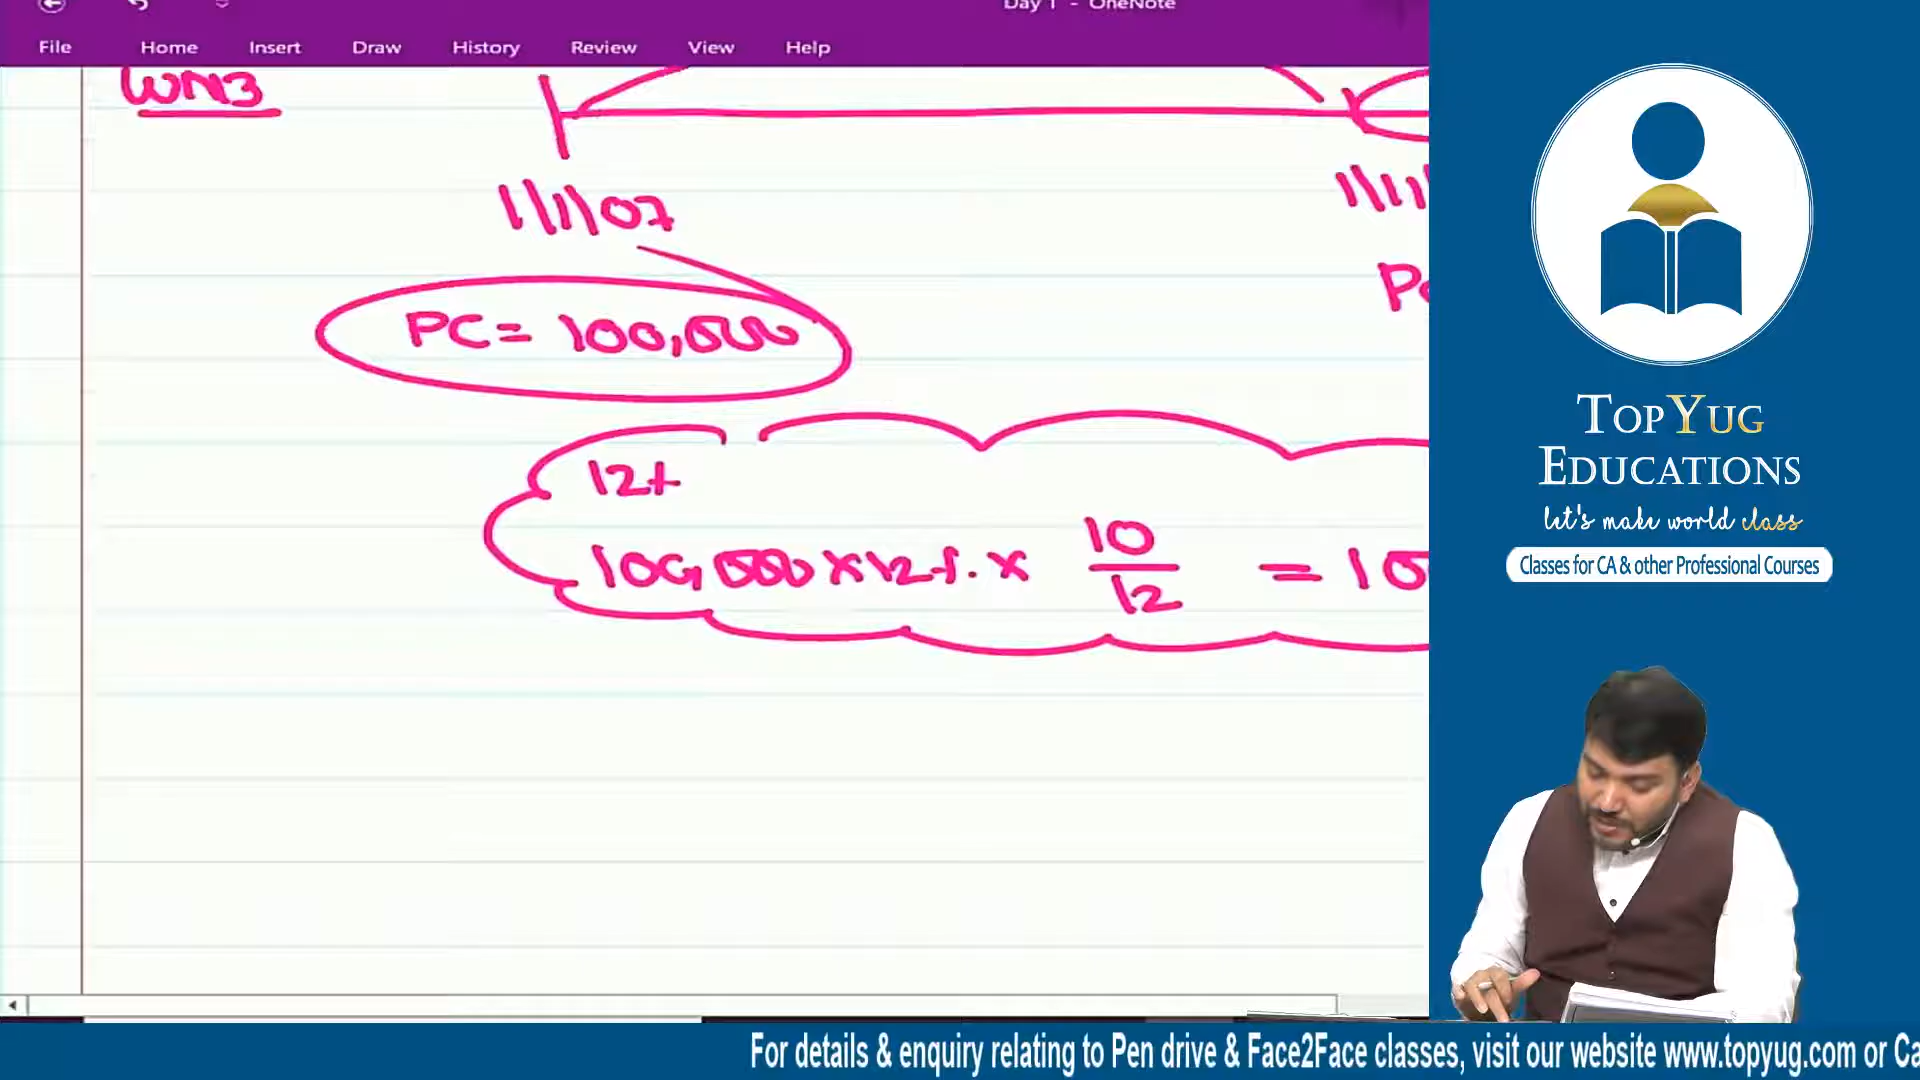 Day 1 - OneNote
File Home Insert Draw History Review View Help
WN3
1/1/07
PC = 100,000
12%
100,000 x 12%. x 10/12 = 10
TOPYUG
EDUCATIONS
let's make world class
Classes for CA & other Professional Courses
For details & enquiry relating to Pen drive & Face2Face classes, visit our website www.topyug.com or Ca